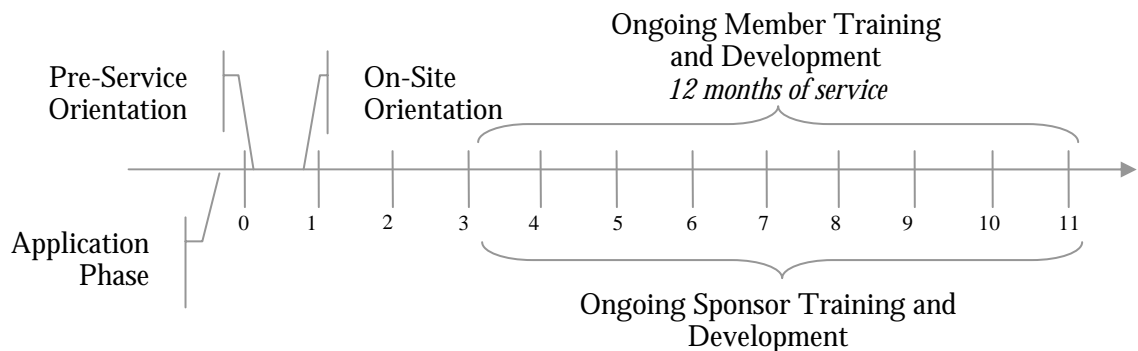 Ongoing Member Training
and Development
12 months of service
Pre-Service
Orientation
On-Site
Orientation
0 1 2 3 4 5 6 7 8 9 10 11
Application
Phase
Ongoing Sponsor Training and
Development